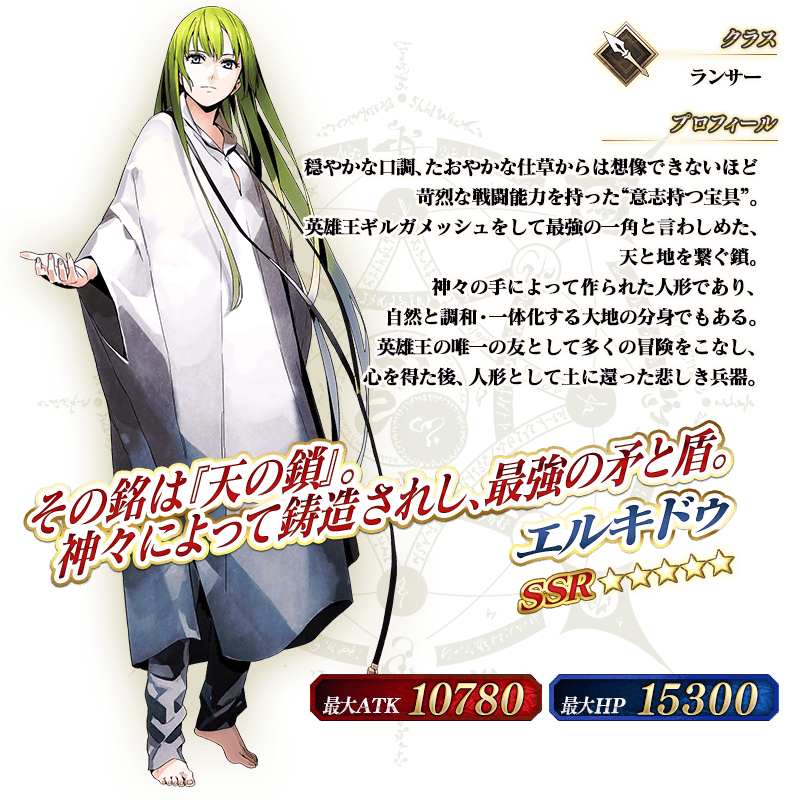 クラス
ランサー
プロフィール
穏やかな口調、たおやかな仕草からは想像できないほど
苛烈な戦闘能力を持った“意志持つ宝具”。
英雄王ギルガメッシュをして最強の一角と言わしめた、
天と地を繋ぐ鎖。
神々の手によって作られた人形であり、
自然と調和・一体化する大地の分身でもある。
英雄王の唯一の友として多くの冒険をこなし、
心を得た後、人形として土に還った悲しき兵器。
その銘は『天の鎖』。
神々によって鋳造されし、最強の矛と盾。
エルキドゥ
SSR ☆☆☆☆☆
最大ATK 10780
最大HP 15300